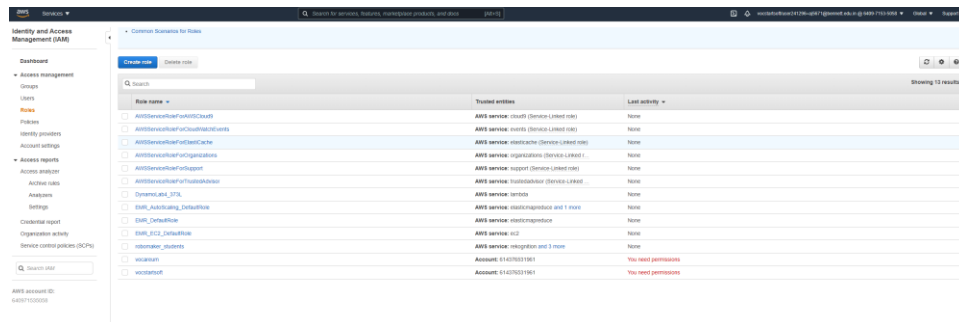 aws Services
Search for services, features, marketplace products, and docs [Alt+S]
Global Support
Identity and Access Management (IAM)
Dashboard
Access management
Groups
Users
Roles
Policies
Identity providers
Account settings
Access reports
Access analyzer
Archive rules
Analyzers
Settings
Credential report
Organization activity
Service control policies (SCPs)
Search IAM
AWS account ID:
Common Scenarios for Roles
Create role Delete role
Search
Showing 13 results
Role name Trusted entities Last activity
AWSServiceRoleForAWSCloud9 AWS service: cloud9 (Service-Linked role) None
AWSServiceRoleForCloudWatchEvents AWS service: events (Service-Linked role) None
AWSServiceRoleForElastiCache AWS service: elasticache (Service-Linked role) None
AWSServiceRoleForOrganizations AWS service: organizations (Service-Linked r... None
AWSServiceRoleForSupport AWS service: support (Service-Linked role) None
AWSServiceRoleForTrustedAdvisor AWS service: trustedadvisor (Service-Linked ... None
DynamoLab4_373L AWS service: lambda None
EMR_AutoScaling_DefaultRole AWS service: elasticmapreduce and 1 more None
EMR_DefaultRole AWS service: elasticmapreduce None
EMR_EC2_DefaultRole AWS service: ec2 None
robomaker_students AWS service: rekognition and 3 more None
vocareum Account: 614376031961 You need permissions
vocstartsoft Account: 614376031961 You need permissions